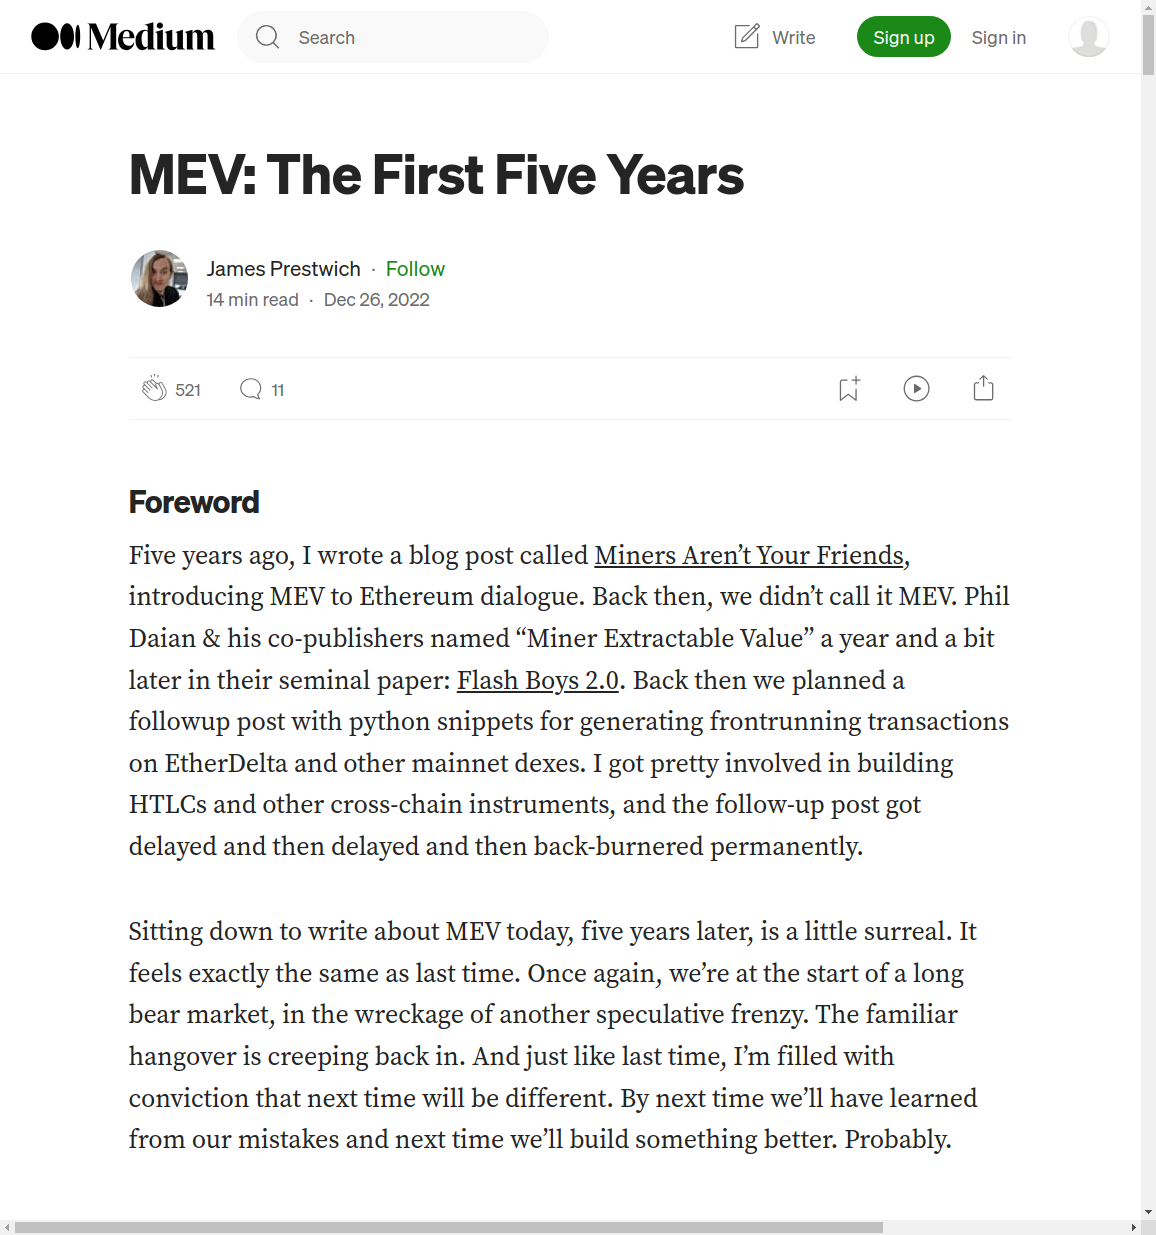 Medium
Search
Write
Sign up
Sign in
MEV: The First Five Years
James Prestwich · Follow
14 min read · Dec 26, 2022
521
11
Foreword
Five years ago, I wrote a blog post called Miners Aren’t Your Friends,
introducing MEV to Ethereum dialogue. Back then, we didn’t call it MEV. Phil
Daian & his co-publishers named “Miner Extractable Value” a year and a bit
later in their seminal paper: Flash Boys 2.0. Back then we planned a
followup post with python snippets for generating frontrunning transactions
on EtherDelta and other mainnet dexes. I got pretty involved in building
HTLCs and other cross-chain instruments, and the follow-up post got
delayed and then delayed and then back-burnered permanently.
Sitting down to write about MEV today, five years later, is a little surreal. It
feels exactly the same as last time. Once again, we’re at the start of a long
bear market, in the wreckage of another speculative frenzy. The familiar
hangover is creeping back in. And just like last time, I’m filled with
conviction that next time will be different. By next time we’ll have learned
from our mistakes and next time we’ll build something better. Probably.